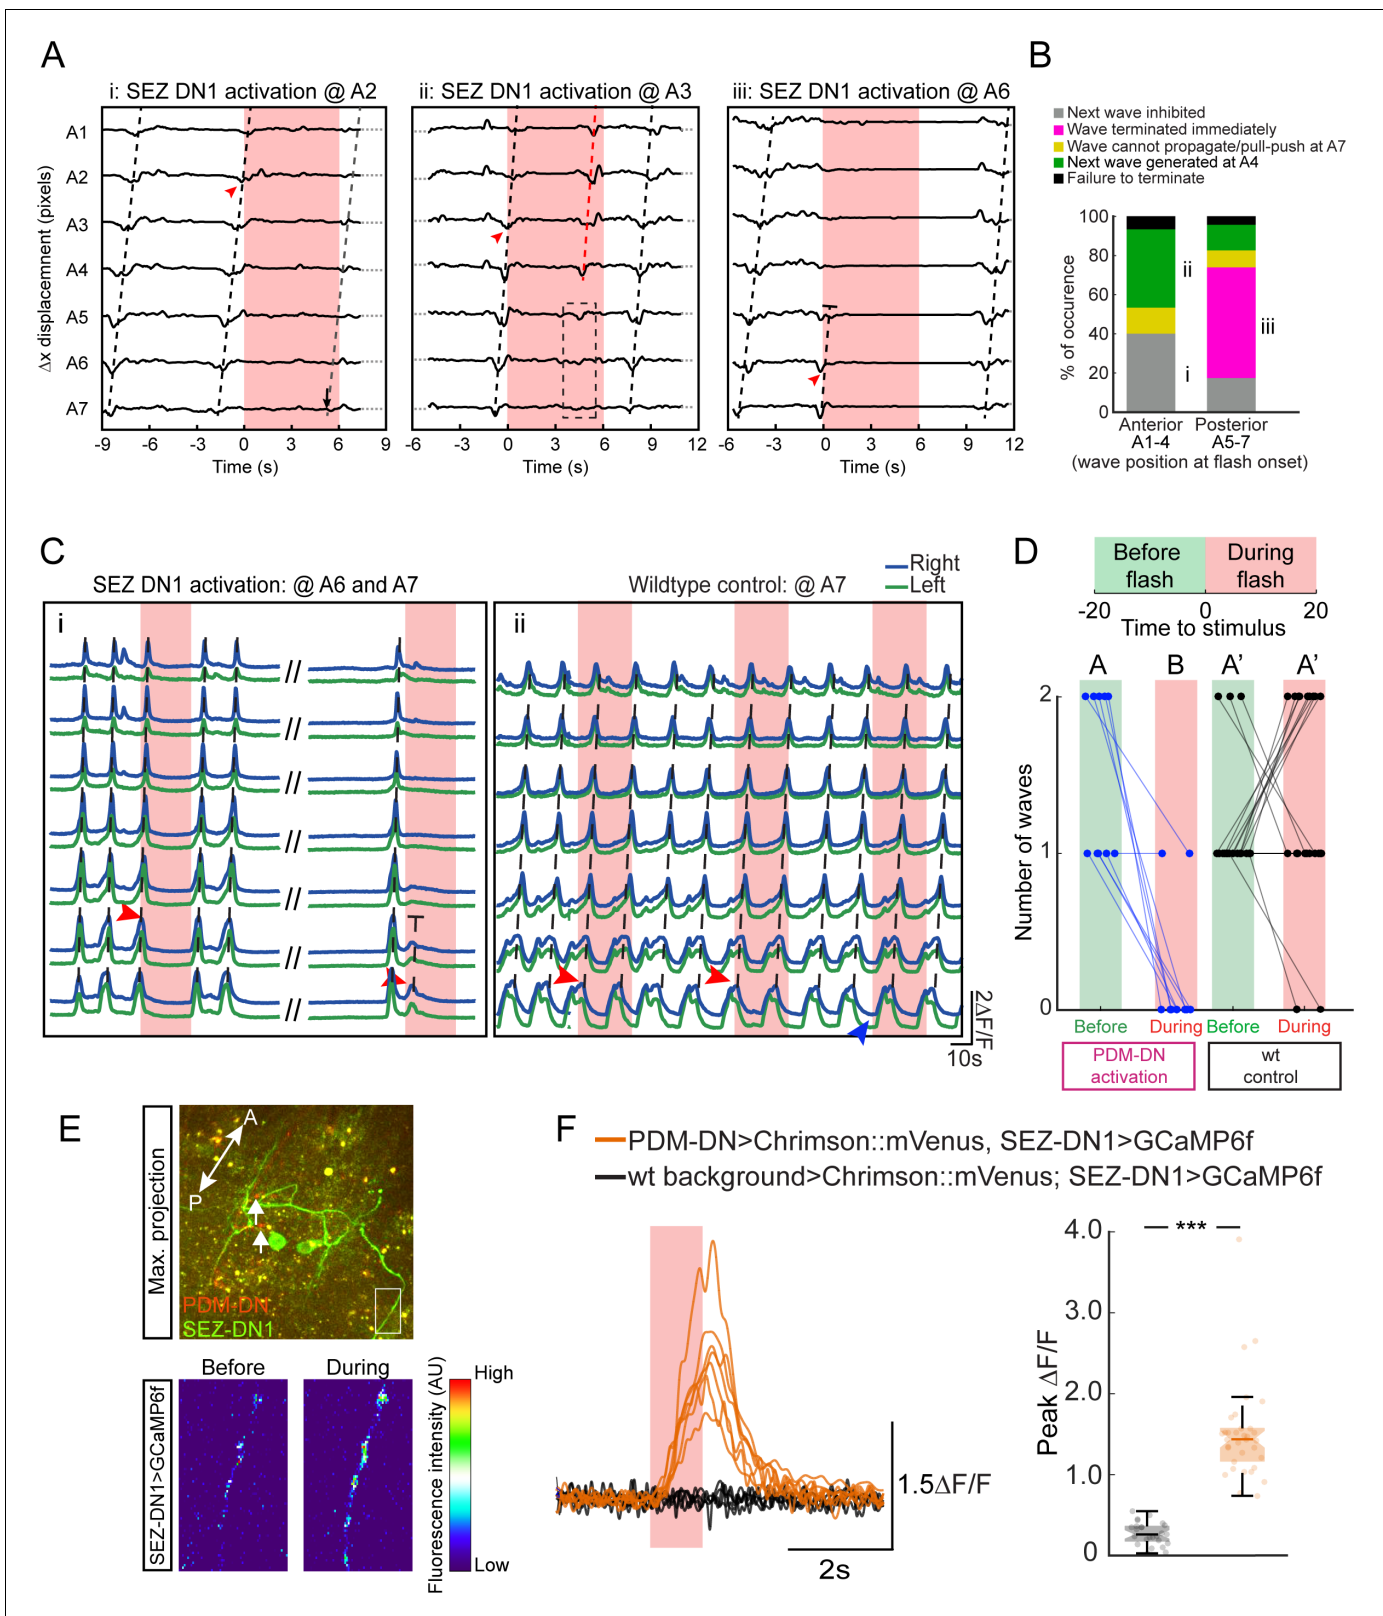 A
i: SEZ DN1 activation @ A2
ii: SEZ DN1 activation @ A3
iii: SEZ DN1 activation @ A6
Δx displacemnent (pixels)
A1
A2
A3
A4
A5
A6
A7
-9 -6 -3 0 3 6 9
Time (s)
-6 -3 0 3 6 9 12
Time (s)
-6 -3 0 3 6 9 12
Time (s)
B
Next wave inhibited
Wave terminated immediately
Wave cannot propagate/pull-push at A7
Next wave generated at A4
Failure to terminate
% of occurence
100
80
60
40
20
0
ii
iii
i
Anterior Posterior
A1-4 A5-7
(wave position at flash onset)
C
SEZ DN1 activation: @ A6 and A7
Wildtype control: @ A7
Right
Left
i
ii
2ΔF/F
10s
D
Before flash
During flash
-20 0 20
Time to stimulus
A B A' A'
Number of waves
2
1
0
Before During Before During
PDM-DN activation
wt control
E
Max. projection
A
P
PDM-DN
SEZ-DN1
SEZ-DN1>GCaMP6f
Before During
High
Low
Fluorescence intensity (AU)
F
PDM-DN>Chrimson::mVenus, SEZ-DN1>GCaMP6f
wt background>Chrimson::mVenus; SEZ-DN1>GCaMP6f
1.5ΔF/F
2s
Peak ΔF/F
4.0
3.0
2.0
1.0
0
***